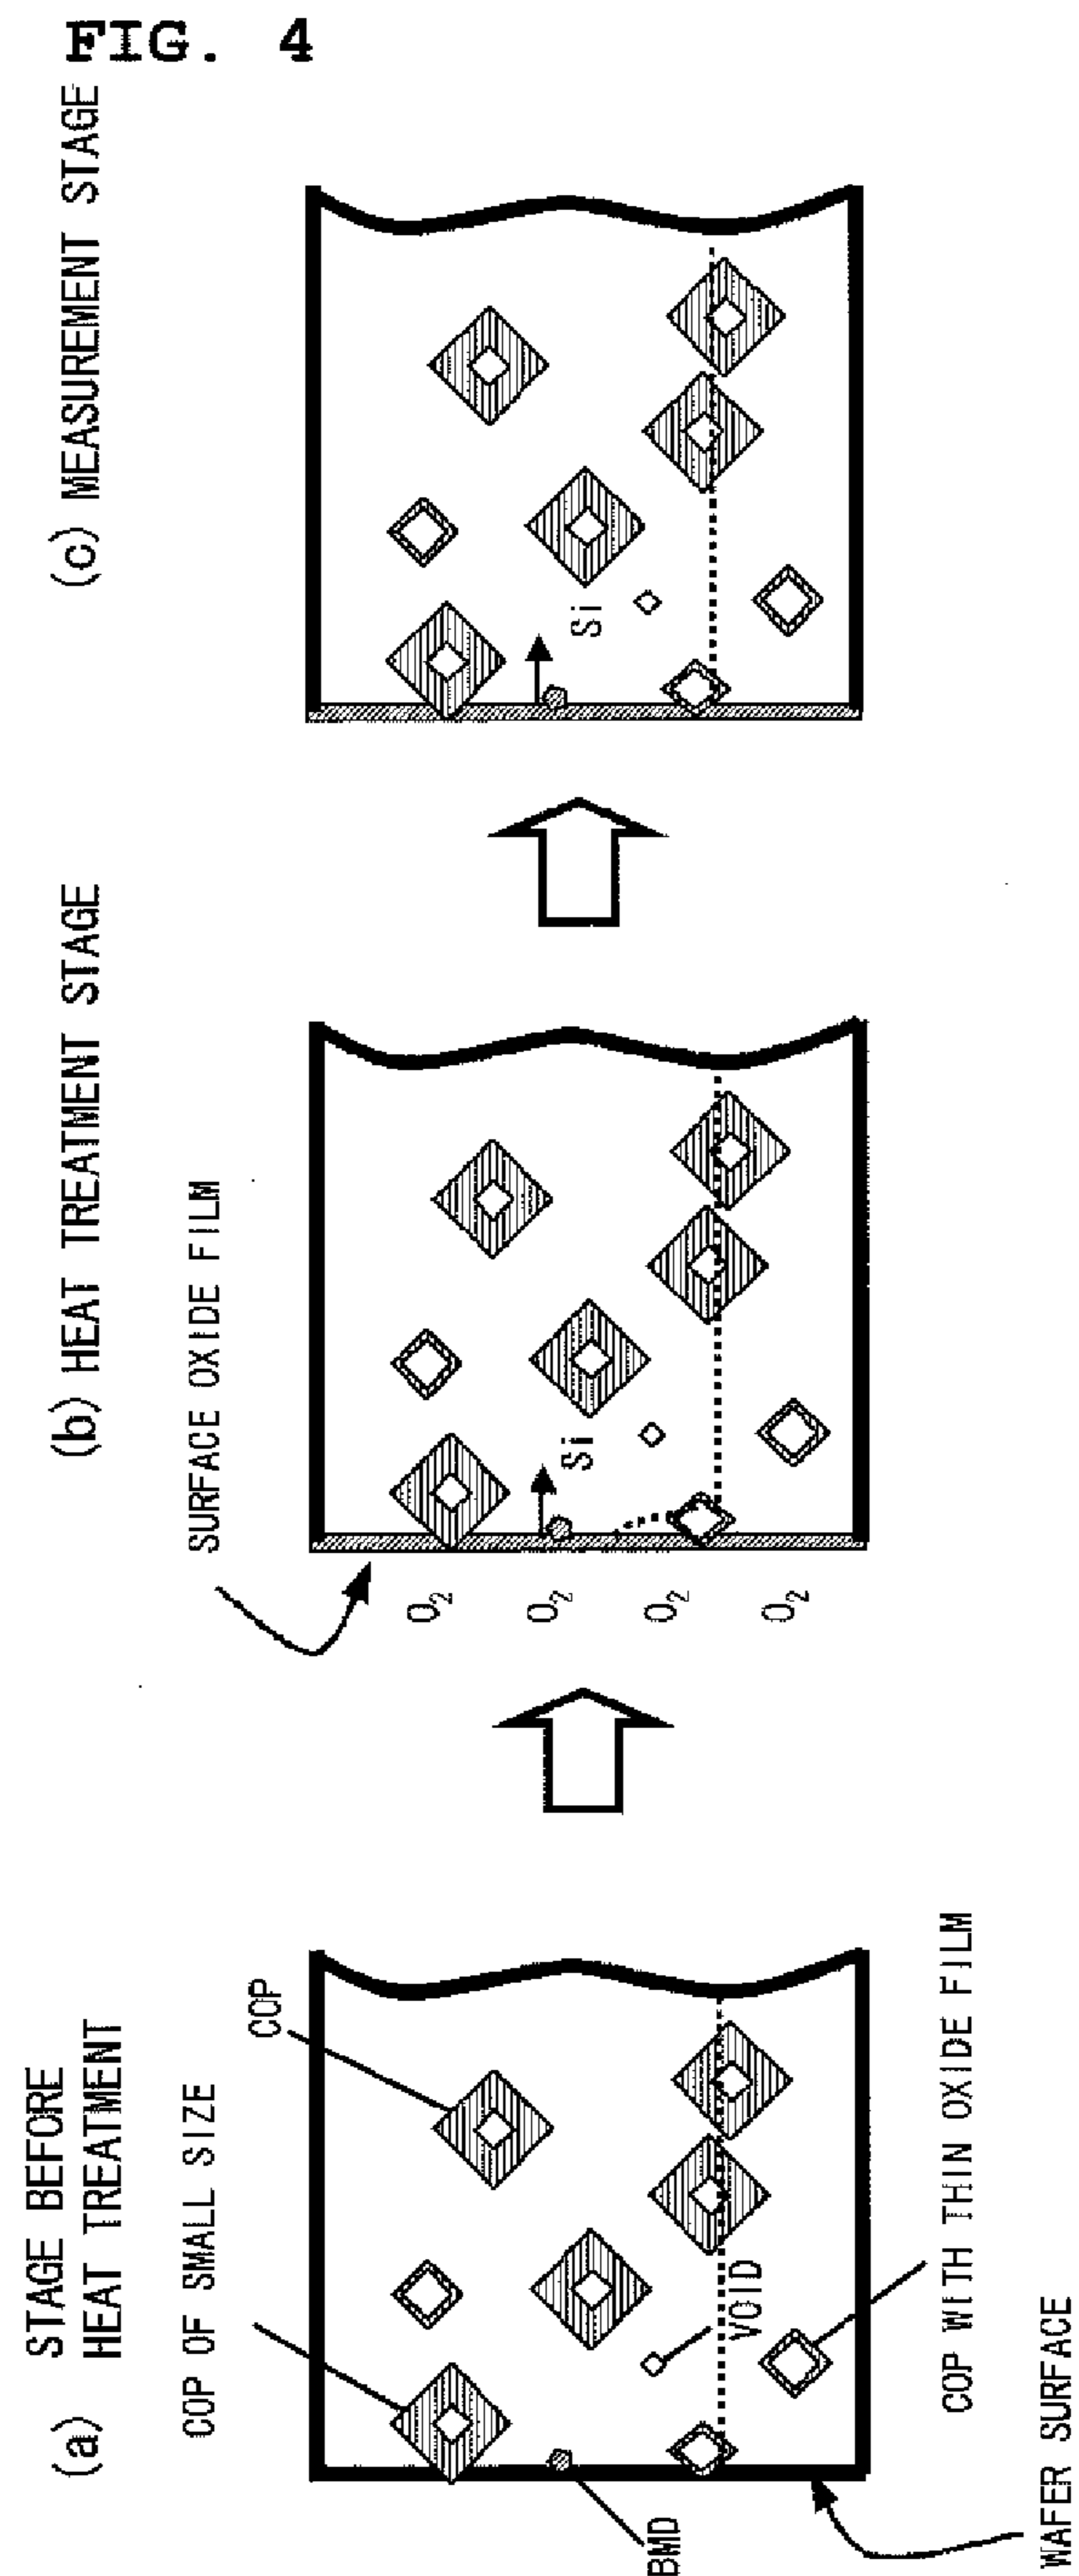 FIG. 4
(a) STAGE BEFORE
HEAT TREATMENT
COP OF SMALL SIZE
COP
BMD
VOID
COP WITH THIN OXIDE FILM
WAFER SURFACE
(b) HEAT TREATMENT STAGE
SURFACE OXIDE FILM
O2
O2
O2
O2
Si
(c) MEASUREMENT STAGE
Si